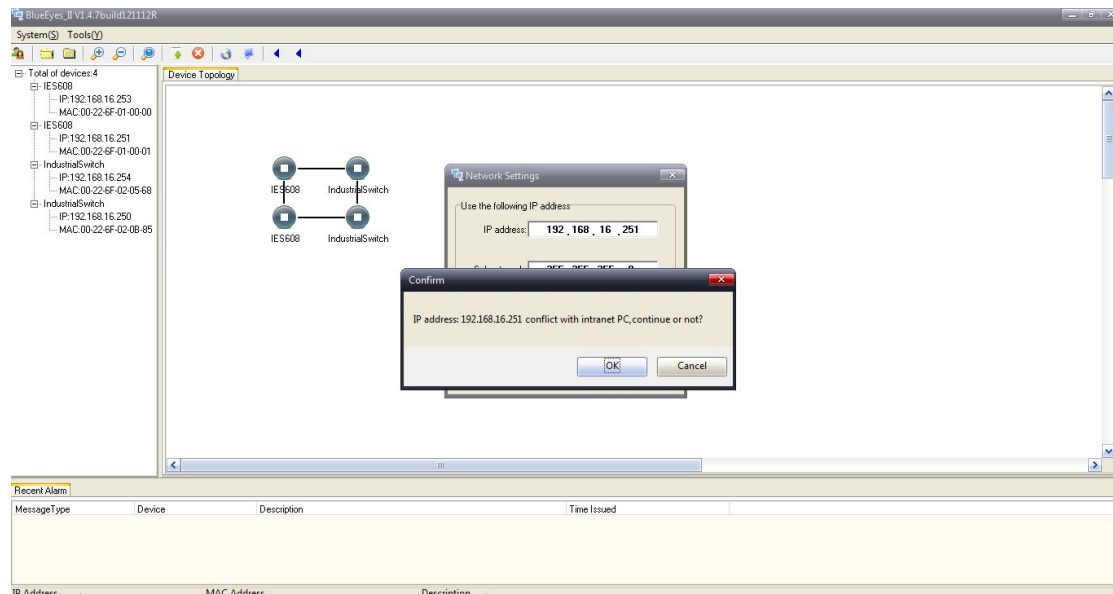 BlueEyes_II V1.4.7build121112R
System(S) Tools(Y)
Total of devices:4
IES608
IP:192.168.16.253
MAC:00-22-6F-01-00-00
IES608
IP:192.168.16.251
MAC:00-22-6F-01-00-01
IndustrialSwitch
IP:192.168.16.254
MAC:00-22-6F-02-05-68
IndustrialSwitch
IP:192.168.16.250
MAC:00-22-6F-02-0B-85
Device Topology
IES608 IndustrialSwitch
IES608 IndustrialSwitch
Network Settings
Use the following IP address
IP address: 192 . 168 . 16 . 251
Confirm
IP address: 192.168.16.251 conflict with intranet PC,continue or not?
OK Cancel
Recent Alarm
MessageType Device Description Time Issued
IP Address MAC Address Description